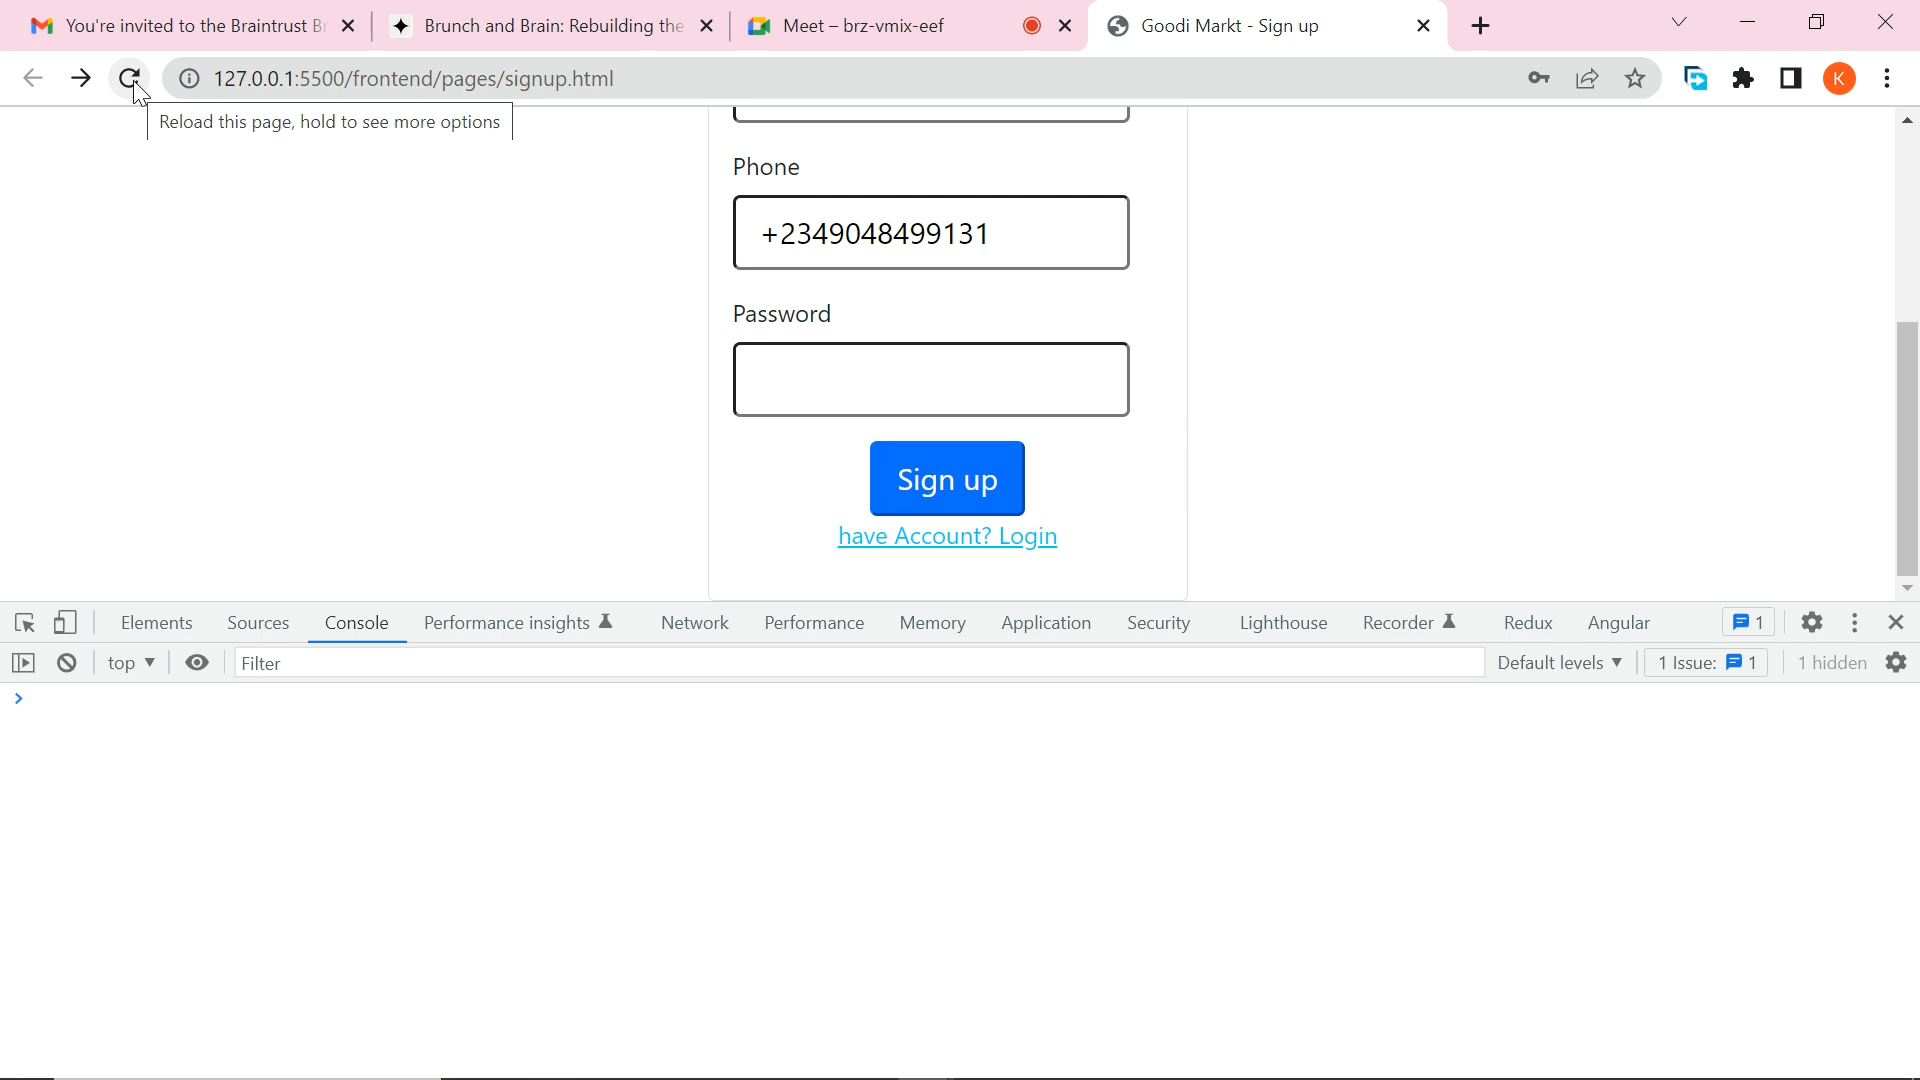 You're invited to the Braintrust Br
Brunch and Brain: Rebuilding the
Meet – brz-vmix-eef
Goodi Markt - Sign up
127.0.0.1:5500/frontend/pages/signup.html
K
Reload this page, hold to see more options
Phone
+2349048499131
Password
Sign up
have Account? Login
Elements Sources Console Performance insights Network Performance Memory Application Security Lighthouse Recorder Redux Angular 1
top Filter Default levels 1 Issue: 1 1 hidden